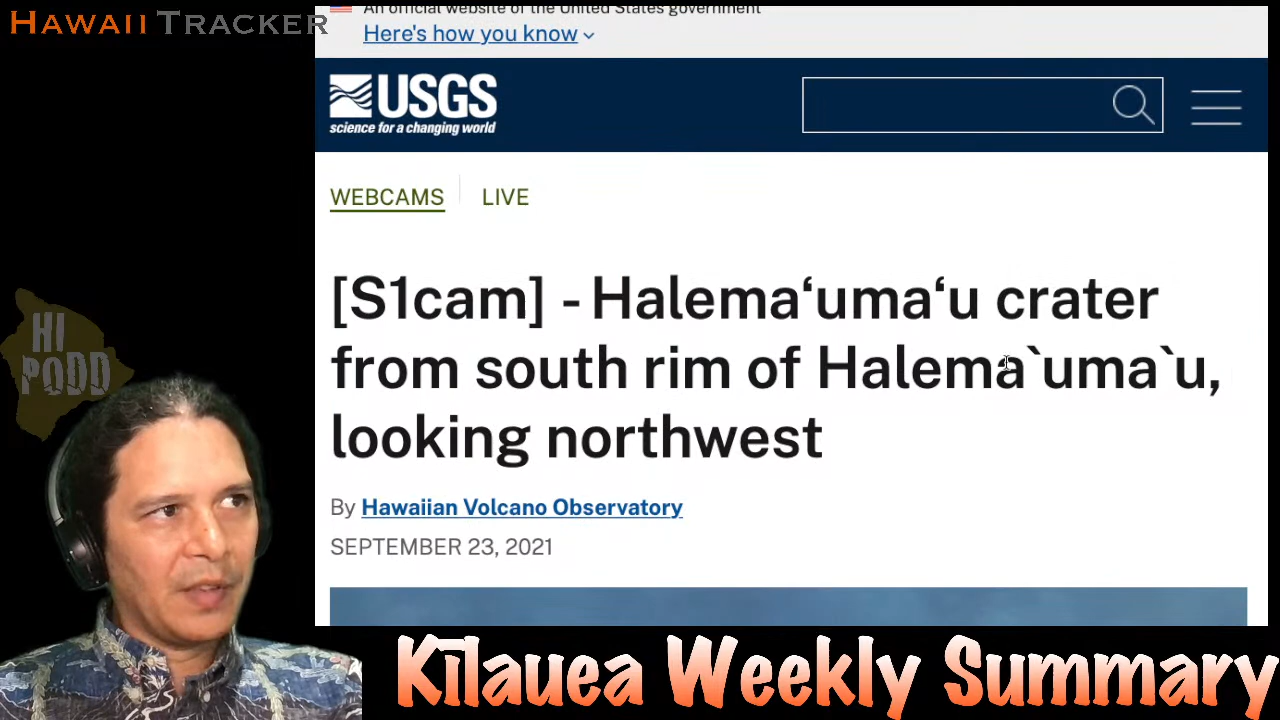 HAWAII TRACKER
An official website of the United States government
Here's how you know
USGS
science for a changing world
WEBCAMS LIVE
[S1cam] - Halemaʻumaʻu crater
from south rim of Halema`uma`u,
looking northwest
By Hawaiian Volcano Observatory
SEPTEMBER 23, 2021
HI
PODD
Kīlauea Weekly Summary